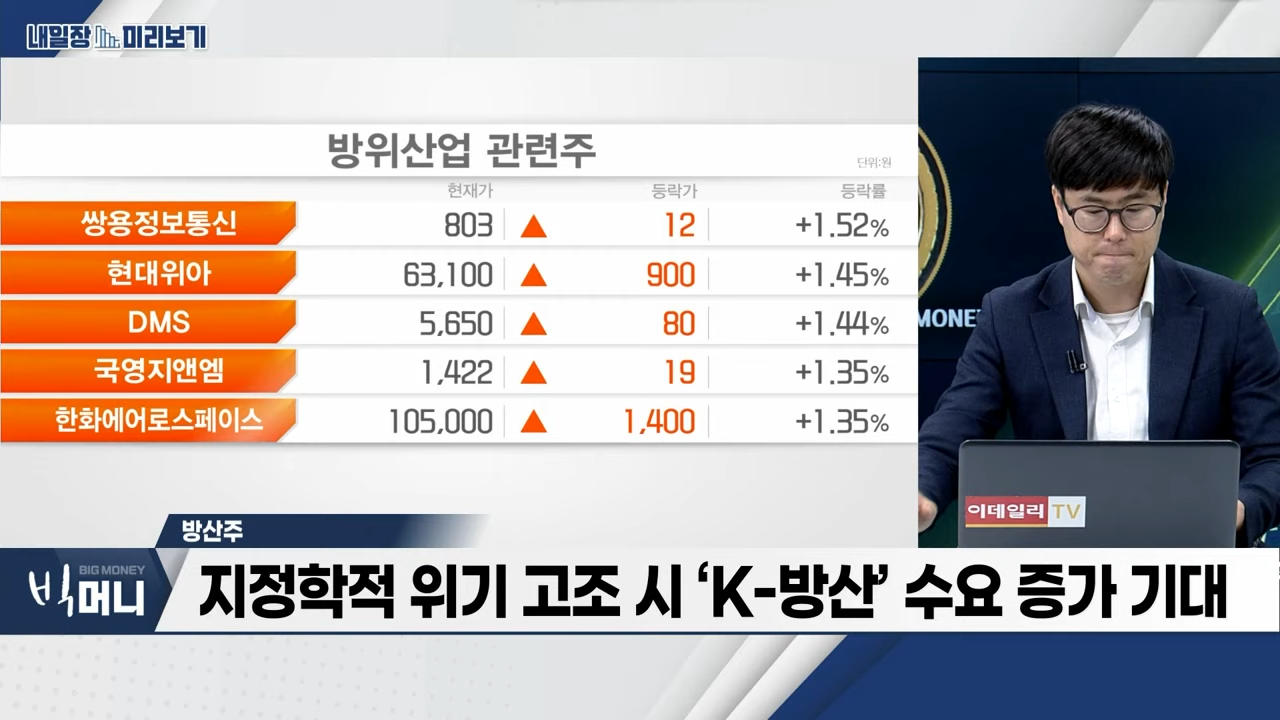 내일장 미리보기
방위산업 관련주
단위:원
현재가 등락가 등락률
쌍용정보통신 803 ▲ 12 +1.52%
현대위아 63,100 ▲ 900 +1.45%
DMS 5,650 ▲ 80 +1.44%
국영지앤엠 1,422 ▲ 19 +1.35%
한화에어로스페이스 105,000 ▲ 1,400 +1.35%
MONEY
이데일리 TV
방산주
BIG MONEY
빅머니
지정학적 위기 고조 시 ‘K-방산’ 수요 증가 기대